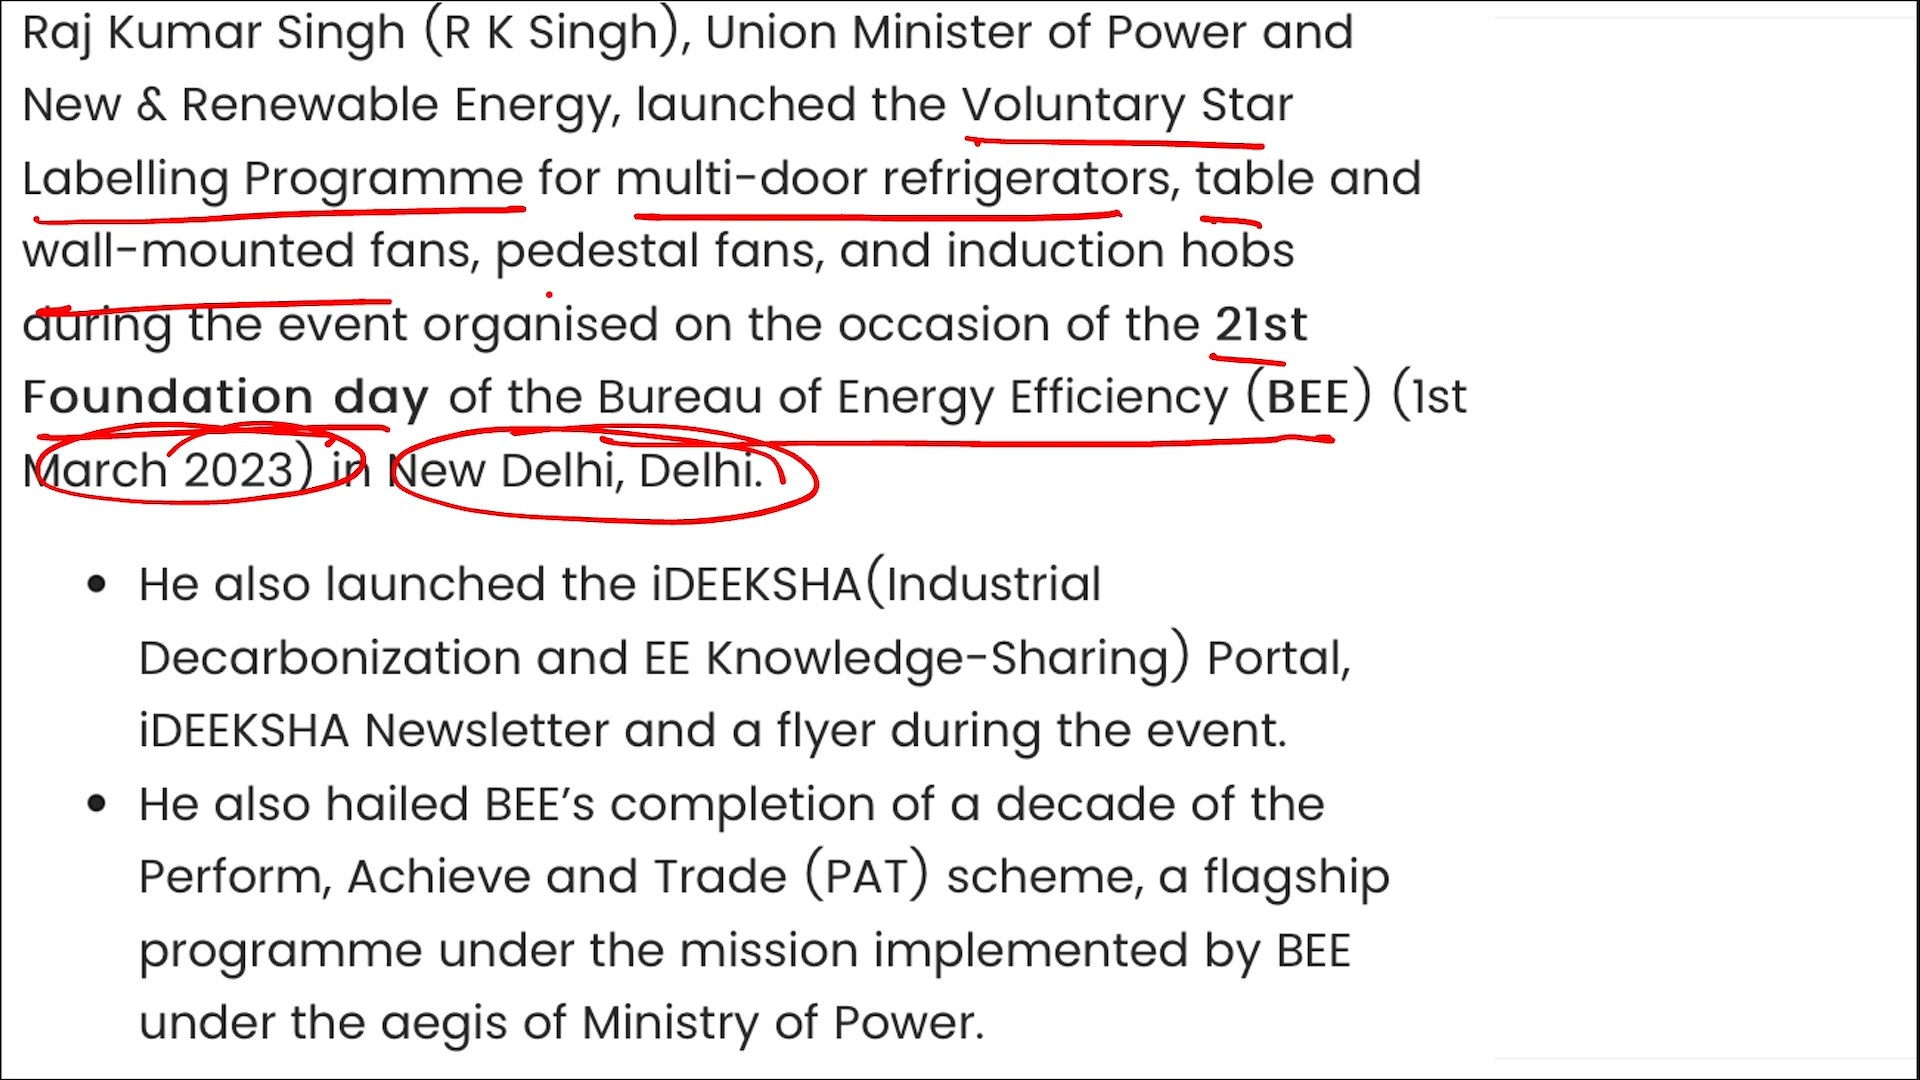 Raj Kumar Singh (R K Singh), Union Minister of Power and
New & Renewable Energy, launched the Voluntary Star
Labelling Programme for multi-door refrigerators, table and
wall-mounted fans, pedestal fans, and induction hobs
during the event organised on the occasion of the 21st
Foundation day of the Bureau of Energy Efficiency (BEE) (1st
March 2023) in New Delhi, Delhi.
• He also launched the iDEEKSHA(Industrial
Decarbonization and EE Knowledge-Sharing) Portal,
iDEEKSHA Newsletter and a flyer during the event.
• He also hailed BEE’s completion of a decade of the
Perform, Achieve and Trade (PAT) scheme, a flagship
programme under the mission implemented by BEE
under the aegis of Ministry of Power.